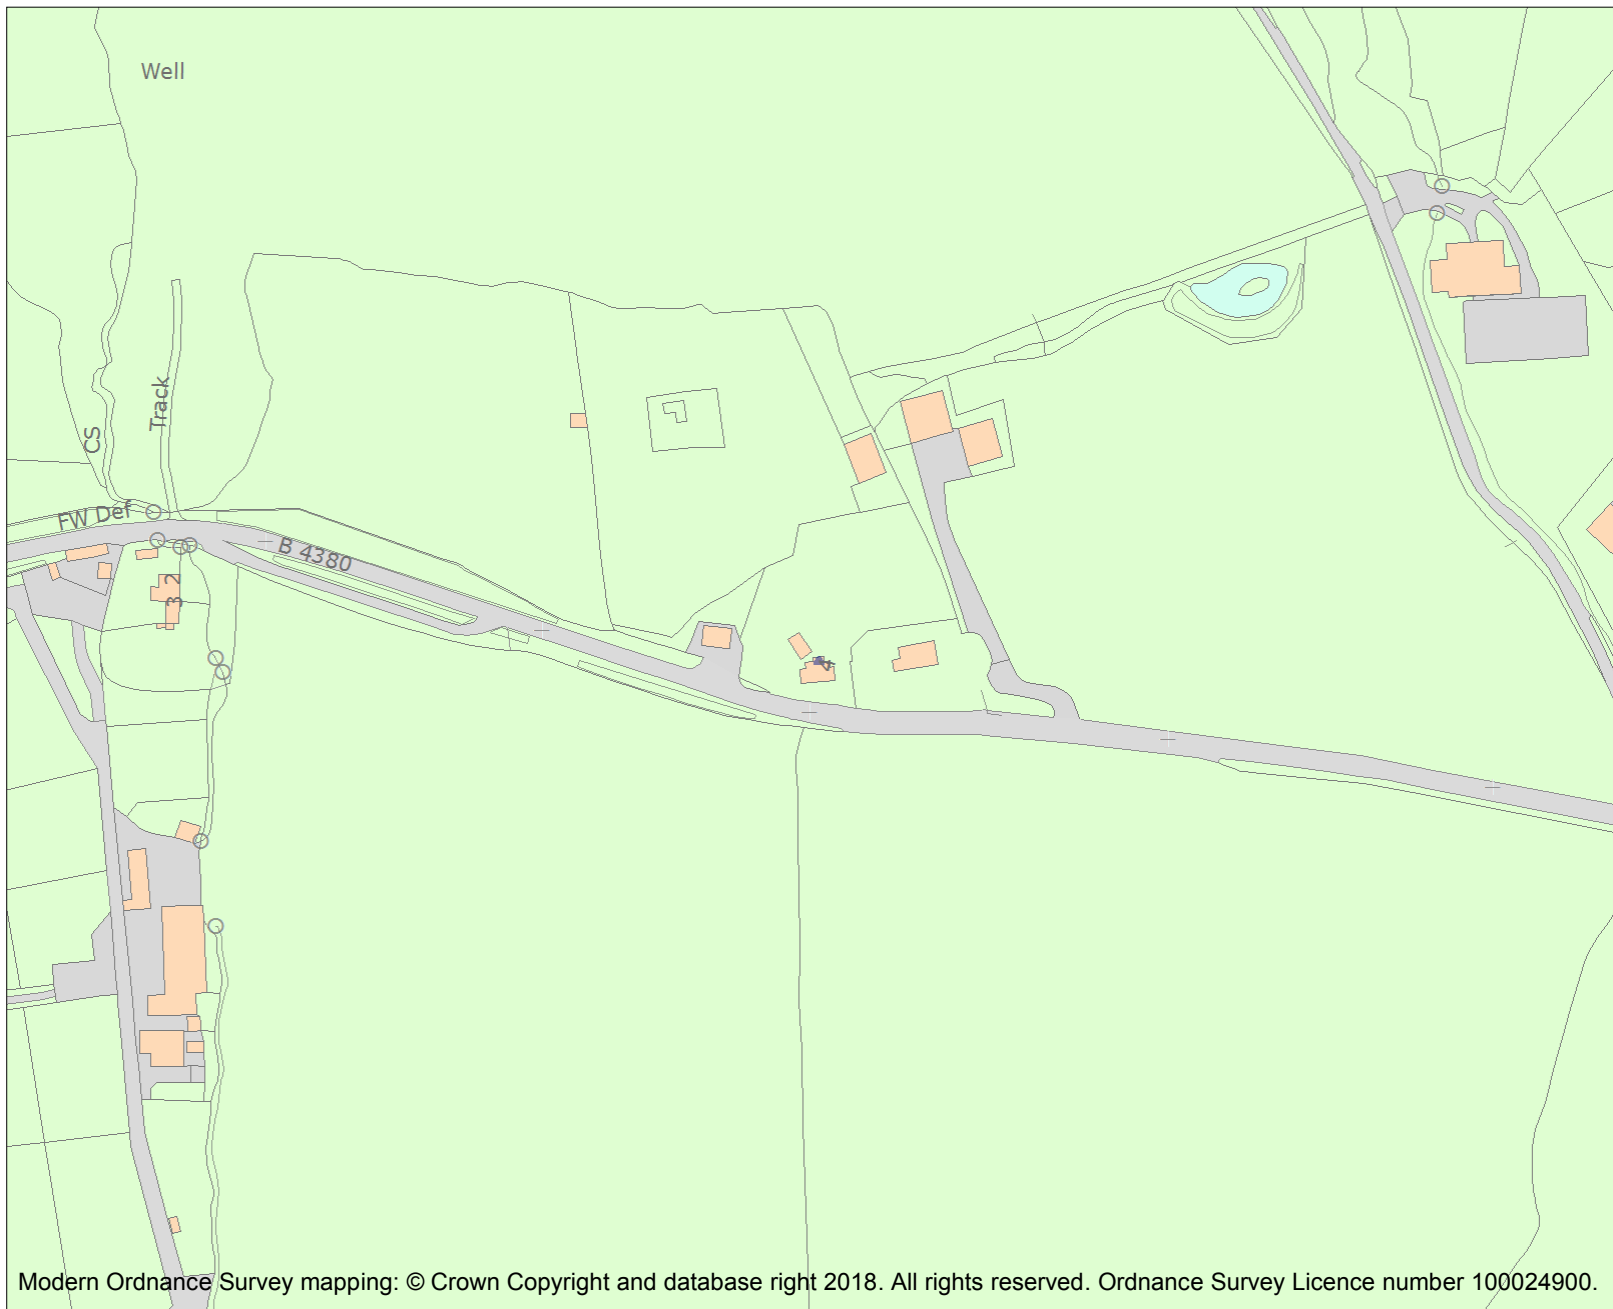 Well
Track
CS
FW Def
B 4380
2
3
4
Modern Ordnance Survey mapping: © Crown Copyright and database right 2018. All rights reserved. Ordnance Survey Licence number 100024900.